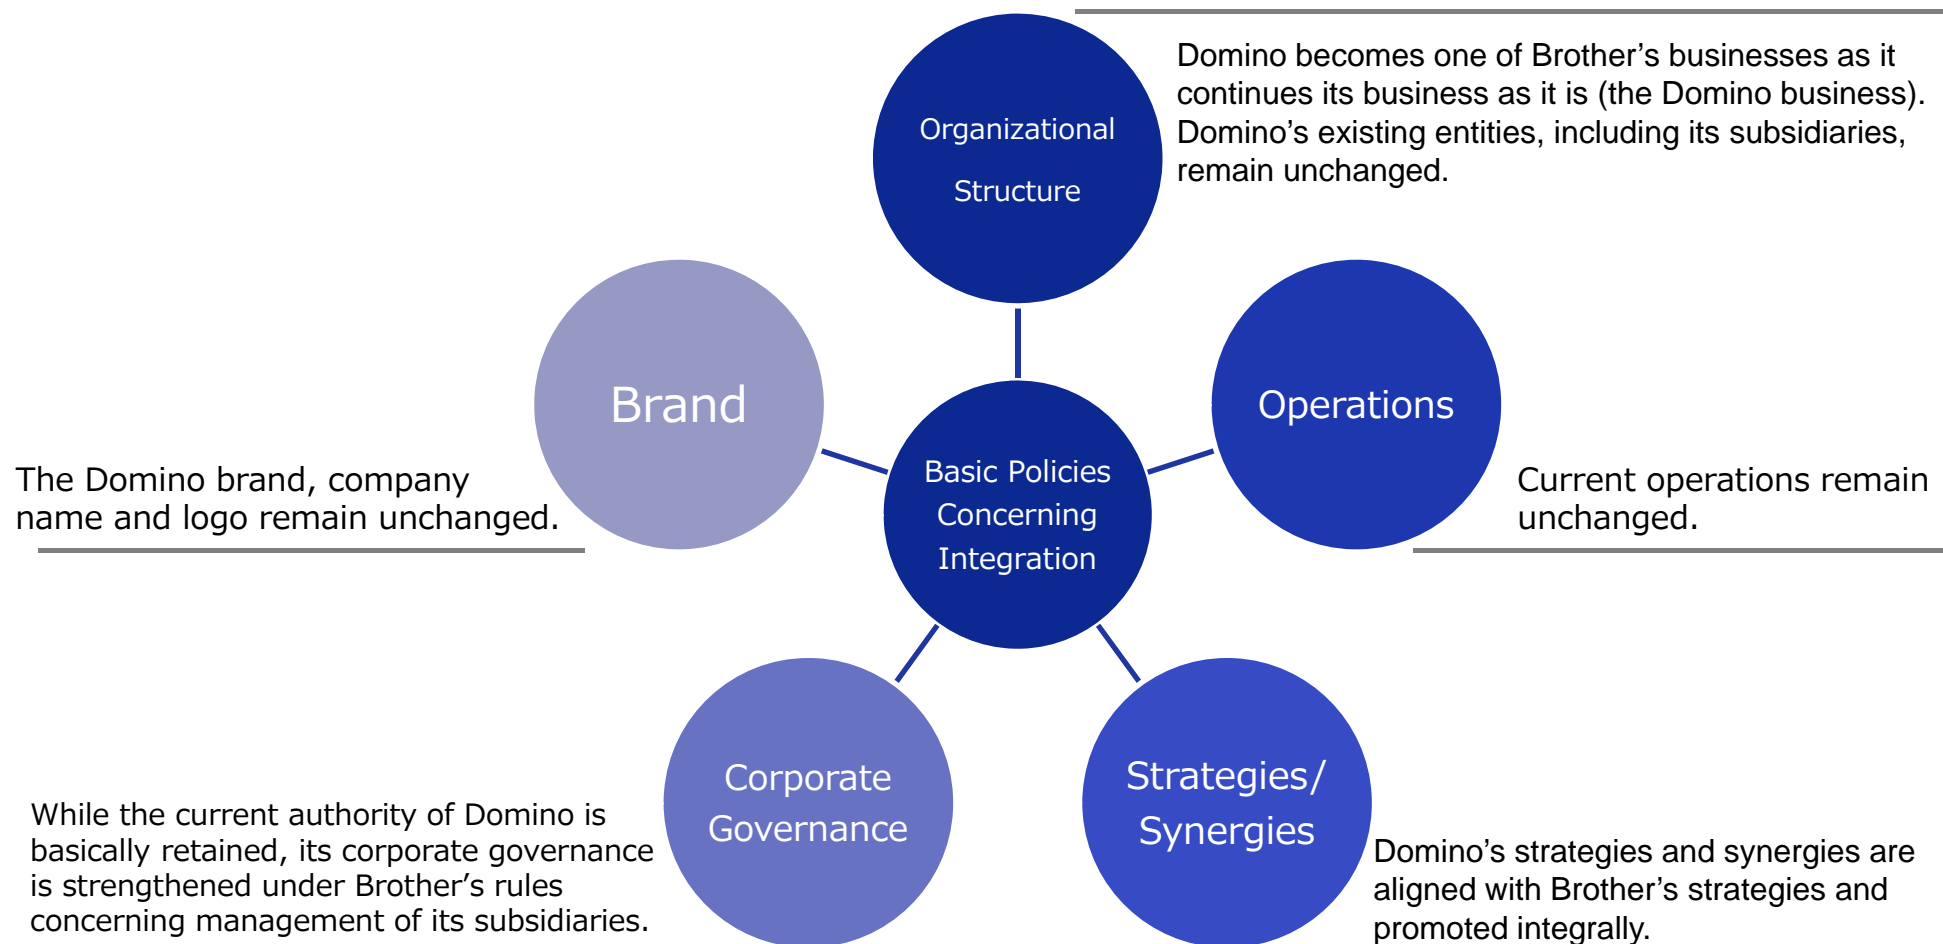 Organizational
Structure
Domino becomes one of Brother’s businesses as it
continues its business as it is (the Domino business).
Domino’s existing entities, including its subsidiaries,
remain unchanged.
Brand
The Domino brand, company
name and logo remain unchanged.
Operations
Current operations remain
unchanged.
Basic Policies
Concerning
Integration
Corporate
Governance
While the current authority of Domino is
basically retained, its corporate governance
is strengthened under Brother’s rules
concerning management of its subsidiaries.
Strategies/
Synergies
Domino’s strategies and synergies are
aligned with Brother’s strategies and
promoted integrally.